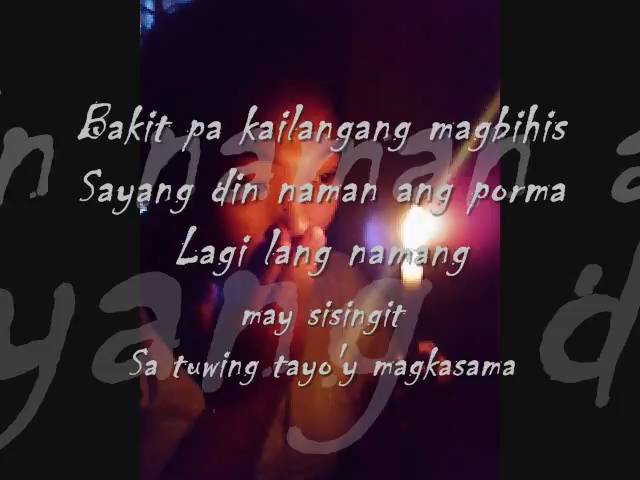 Bakit pa kailangang magbihis
Sayang din naman ang porma
Lagi lang namang
may sisingit
Sa tuwing tayo'y magkasama